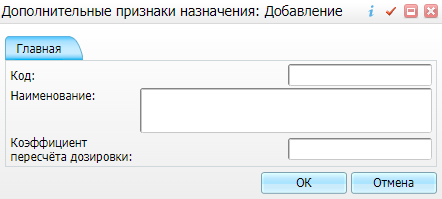 Дополнительные признаки назначения: Добавление
Главная
Код:
Наименование:
Коэффициент
пересчёта дозировки:
ОК
Отмена